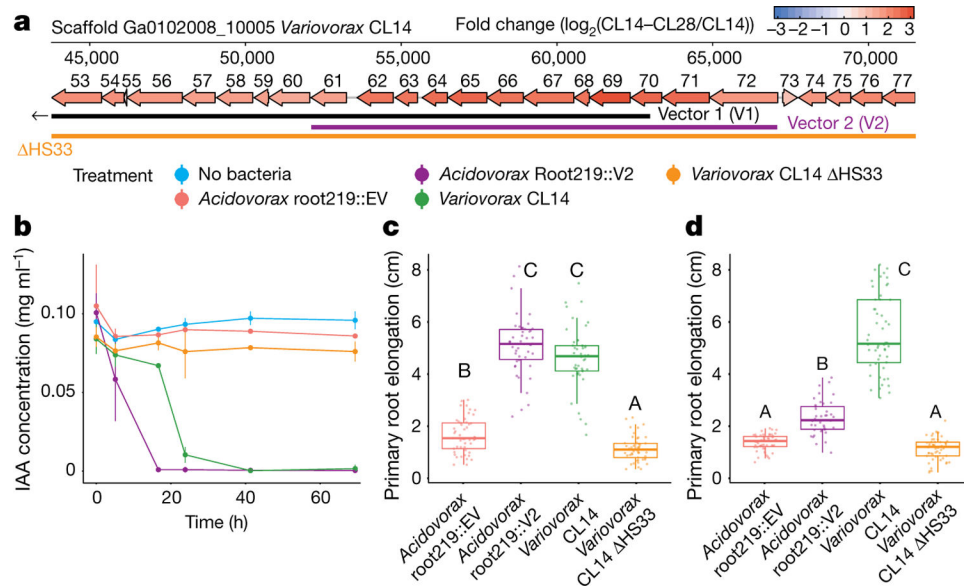 a
Scaffold Ga0102008_10005 Variovorax CL14
Fold change (log2(CL14–CL28/CL14))
−3 −2 −1 0 1 2 3
45,000 50,000 55,000 60,000 65,000 70,000
53 54 55 56 57 58 59 60 61 62 63 64 65 66 67 68 69 70 71 72 73 74 75 76 77
Vector 1 (V1)
Vector 2 (V2)
ΔHS33
Treatment
No bacteria
Acidovorax root219::EV
Acidovorax Root219::V2
Variovorax CL14
Variovorax CL14 ΔHS33
b
IAA concentration (mg ml−1)
0.10
0.05
0
0 20 40 60
Time (h)
c
Primary root elongation (cm)
8
6
4
2
0
B
C
C
A
Acidovorax
root219::EV
Acidovorax
root219::V2
Variovorax
CL14
Variovorax
CL14 ΔHS33
d
Primary root elongation (cm)
8
6
4
2
0
A
B
C
A
Acidovorax
root219::EV
Acidovorax
root219::V2
Variovorax
CL14
Variovorax
CL14 ΔHS33